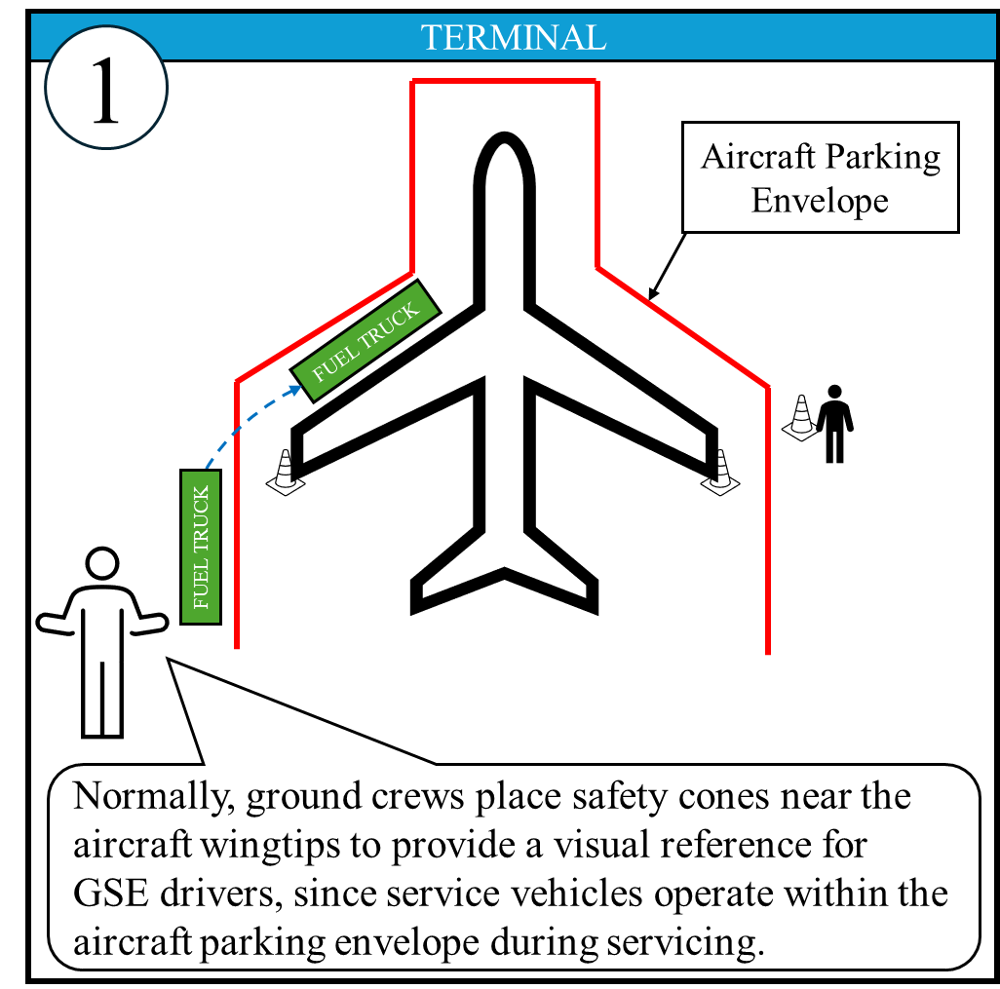 TERMINAL
1
Aircraft Parking
Envelope
FUEL TRUCK
FUEL TRUCK
Normally, ground crews place safety cones near the
aircraft wingtips to provide a visual reference for
GSE drivers, since service vehicles operate within the
aircraft parking envelope during servicing.